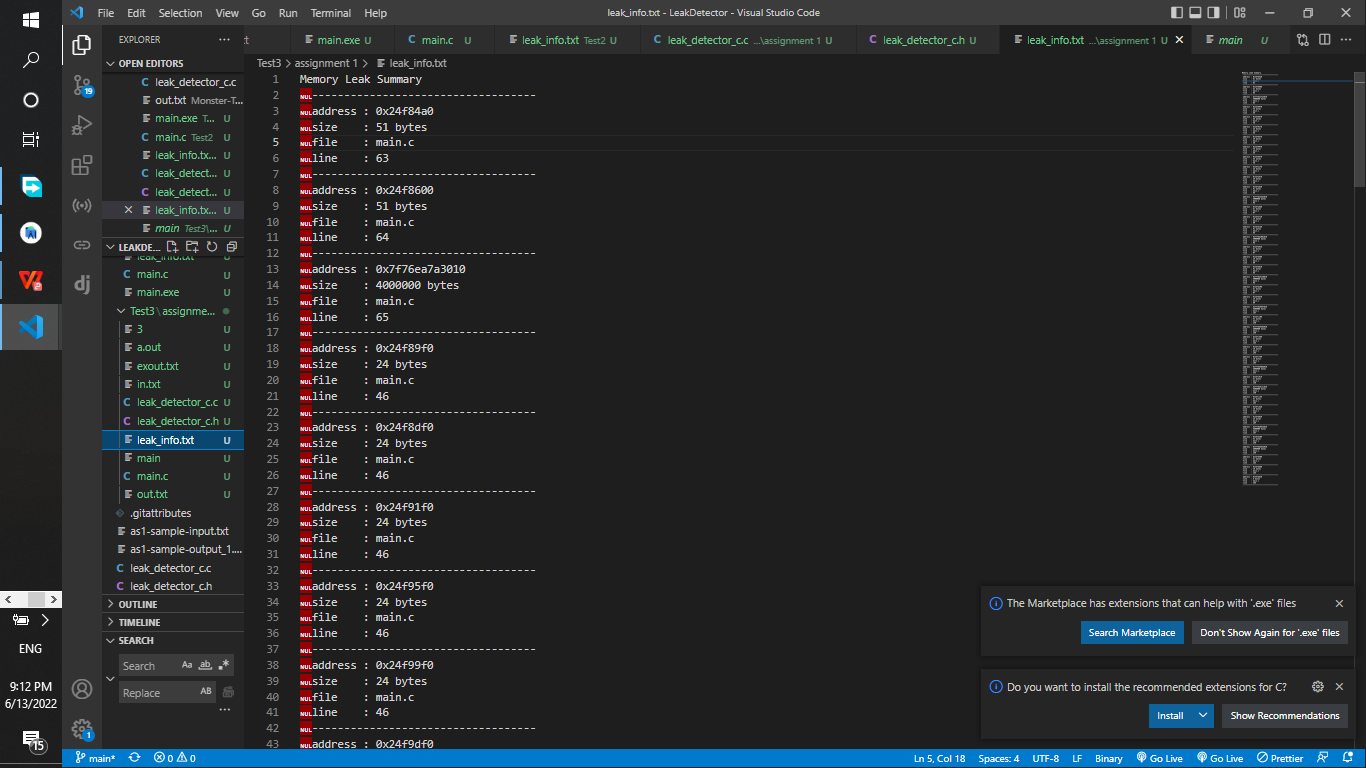 File Edit Selection View Go Run Terminal Help
leak_info.txt - LeakDetector - Visual Studio Code
EXPLORER
main.exe U
main.c U
leak_info.txt Test2 U
leak_detector_c.c ...\assignment 1 U
leak_detector_c.h U
leak_info.txt ...\assignment 1 U
main U
OPEN EDITORS
leak_detector_c.c
out.txt Monster-T...
main.exe T... U
main.c Test2 U
leak_info.tx... U
leak_detect... U
leak_detect... U
leak_info.tx... U
main Test3\... U
LEAKDE...
leak_info.txt U
main.c U
main.exe U
Test3 \ assignme...
3 U
a.out U
exout.txt U
in.txt U
leak_detector_c.c U
leak_detector_c.h U
leak_info.txt U
main U
main.c U
out.txt U
.gitattributes
as1-sample-input.txt
as1-sample-output_1....
leak_detector_c.c
leak_detector_c.h
OUTLINE
TIMELINE
SEARCH
Search Aa ab
Replace AB
Test3 > assignment 1 > leak_info.txt
1 Memory Leak Summary
2 NUL-----------------------------------
3 NULaddress : 0x24f84a0
4 NULsize : 51 bytes
5 NULfile : main.c
6 NULline : 63
7 NUL-----------------------------------
8 NULaddress : 0x24f8600
9 NULsize : 51 bytes
10 NULfile : main.c
11 NULline : 64
12 NUL-----------------------------------
13 NULaddress : 0x7f76ea7a3010
14 NULsize : 4000000 bytes
15 NULfile : main.c
16 NULline : 65
17 NUL-----------------------------------
18 NULaddress : 0x24f89f0
19 NULsize : 24 bytes
20 NULfile : main.c
21 NULline : 46
22 NUL-----------------------------------
23 NULaddress : 0x24f8df0
24 NULsize : 24 bytes
25 NULfile : main.c
26 NULline : 46
27 NUL-----------------------------------
28 NULaddress : 0x24f91f0
29 NULsize : 24 bytes
30 NULfile : main.c
31 NULline : 46
32 NUL-----------------------------------
33 NULaddress : 0x24f95f0
34 NULsize : 24 bytes
35 NULfile : main.c
36 NULline : 46
37 NUL-----------------------------------
38 NULaddress : 0x24f99f0
39 NULsize : 24 bytes
40 NULfile : main.c
41 NULline : 46
42 NUL-----------------------------------
43 NULaddress : 0x24f9df0
The Marketplace has extensions that can help with '.exe' files
Search Marketplace
Don't Show Again for '.exe' files
Do you want to install the recommended extensions for C?
Install
Show Recommendations
19
dj
1
ENG
9:12 PM
6/13/2022
15
main* 0 0
Ln 5, Col 18 Spaces: 4 UTF-8 LF Binary Go Live Go Live Prettier